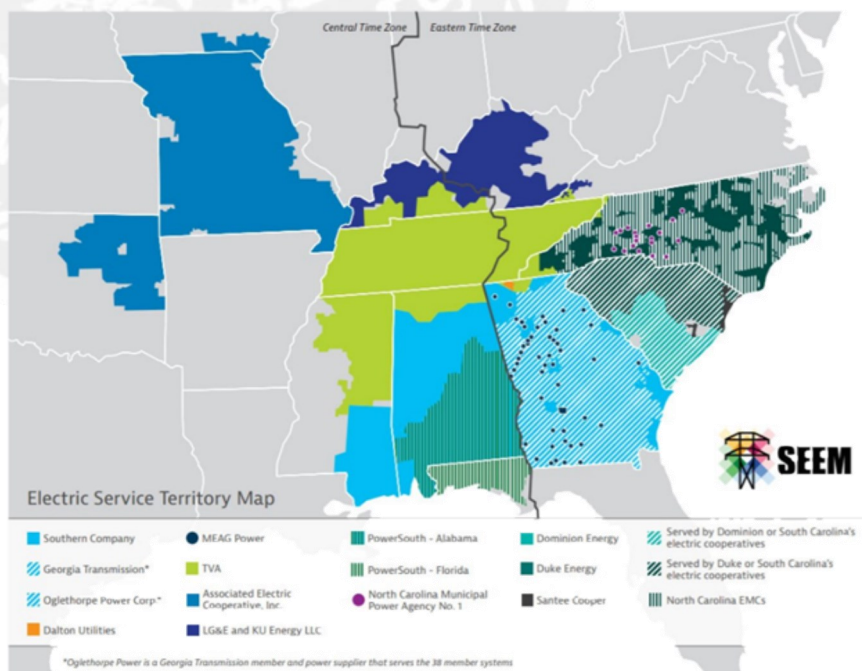 Central Time Zone
Eastern Time Zone
SEEM
Electric Service Territory Map
Southern Company
MEAG Power
PowerSouth - Alabama
Dominion Energy
Served by Dominion or South Carolina's
electric cooperatives
Georgia Transmission*
TVA
PowerSouth - Florida
Duke Energy
Served by Duke or South Carolina's
electric cooperatives
Oglethorpe Power Corp.*
Associated Electric
Cooperative, Inc.
North Carolina Municipal
Power Agency No. 1
Santee Cooper
North Carolina EMCs
Dalton Utilities
LG&E and KU Energy LLC
*Oglethorpe Power is a Georgia Transmission member and power supplier that serves the 38 member systems